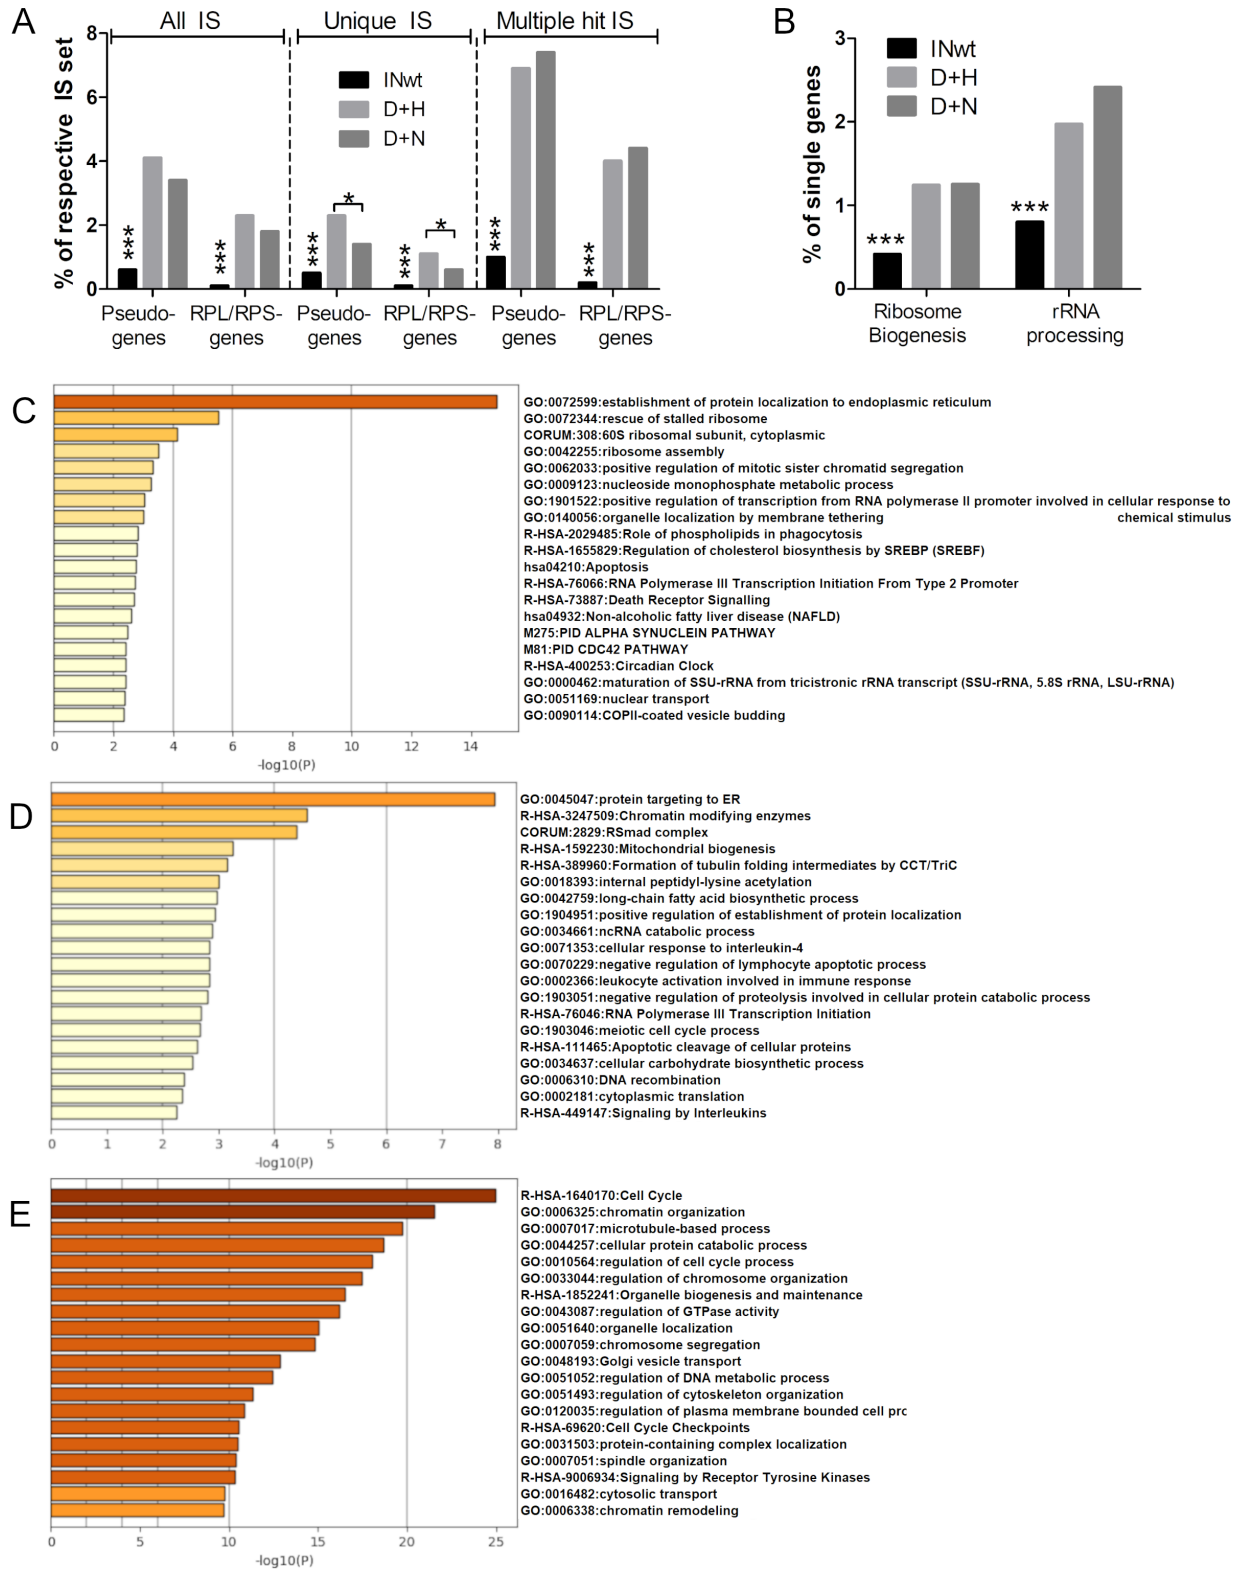 A
All IS
Unique IS
Multiple hit IS
% of respective IS set
8
6
4
2
0
INwt
D+H
D+N
***
***
***
*
***
*
***
***
Pseudo-
genes
RPL/RPS-
genes
Pseudo-
genes
RPL/RPS-
genes
Pseudo-
genes
RPL/RPS-
genes
B
% of single genes
3
2
1
0
INwt
D+H
D+N
***
***
Ribosome
Biogenesis
rRNA
processing
C
GO:0072599:establishment of protein localization to endoplasmic reticulum
GO:0072344:rescue of stalled ribosome
CORUM:308:60S ribosomal subunit, cytoplasmic
GO:0042255:ribosome assembly
GO:0062033:positive regulation of mitotic sister chromatid segregation
GO:0009123:nucleoside monophosphate metabolic process
GO:1901522:positive regulation of transcription from RNA polymerase II promoter involved in cellular response to
chemical stimulus
GO:0140056:organelle localization by membrane tethering
R-HSA-2029485:Role of phospholipids in phagocytosis
R-HSA-1655829:Regulation of cholesterol biosynthesis by SREBP (SREBF)
hsa04210:Apoptosis
R-HSA-76066:RNA Polymerase III Transcription Initiation From Type 2 Promoter
R-HSA-73887:Death Receptor Signalling
hsa04932:Non-alcoholic fatty liver disease (NAFLD)
M275:PID ALPHA SYNUCLEIN PATHWAY
M81:PID CDC42 PATHWAY
R-HSA-400253:Circadian Clock
GO:0000462:maturation of SSU-rRNA from tricistronic rRNA transcript (SSU-rRNA, 5.8S rRNA, LSU-rRNA)
GO:0051169:nuclear transport
GO:0090114:COPII-coated vesicle budding
0 2 4 6 8 10 12 14
-log10(P)
D
GO:0045047:protein targeting to ER
R-HSA-3247509:Chromatin modifying enzymes
CORUM:2829:RSmad complex
R-HSA-1592230:Mitochondrial biogenesis
R-HSA-389960:Formation of tubulin folding intermediates by CCT/TriC
GO:0018393:internal peptidyl-lysine acetylation
GO:0042759:long-chain fatty acid biosynthetic process
GO:1904951:positive regulation of establishment of protein localization
GO:0034661:ncRNA catabolic process
GO:0071353:cellular response to interleukin-4
GO:0070229:negative regulation of lymphocyte apoptotic process
GO:0002366:leukocyte activation involved in immune response
GO:1903051:negative regulation of proteolysis involved in cellular protein catabolic process
R-HSA-76046:RNA Polymerase III Transcription Initiation
GO:1903046:meiotic cell cycle process
R-HSA-111465:Apoptotic cleavage of cellular proteins
GO:0034637:cellular carbohydrate biosynthetic process
GO:0006310:DNA recombination
GO:0002181:cytoplasmic translation
R-HSA-449147:Signaling by Interleukins
0 1 2 3 4 5 6 7 8
-log10(P)
E
R-HSA-1640170:Cell Cycle
GO:0006325:chromatin organization
GO:0007017:microtubule-based process
GO:0044257:cellular protein catabolic process
GO:0010564:regulation of cell cycle process
GO:0033044:regulation of chromosome organization
R-HSA-1852241:Organelle biogenesis and maintenance
GO:0043087:regulation of GTPase activity
GO:0051640:organelle localization
GO:0007059:chromosome segregation
GO:0048193:Golgi vesicle transport
GO:0051052:regulation of DNA metabolic process
GO:0051493:regulation of cytoskeleton organization
GO:0120035:regulation of plasma membrane bounded cell prc
R-HSA-69620:Cell Cycle Checkpoints
GO:0031503:protein-containing complex localization
GO:0007051:spindle organization
R-HSA-9006934:Signaling by Receptor Tyrosine Kinases
GO:0016482:cytosolic transport
GO:0006338:chromatin remodeling
0 5 10 15 20 25
-log10(P)